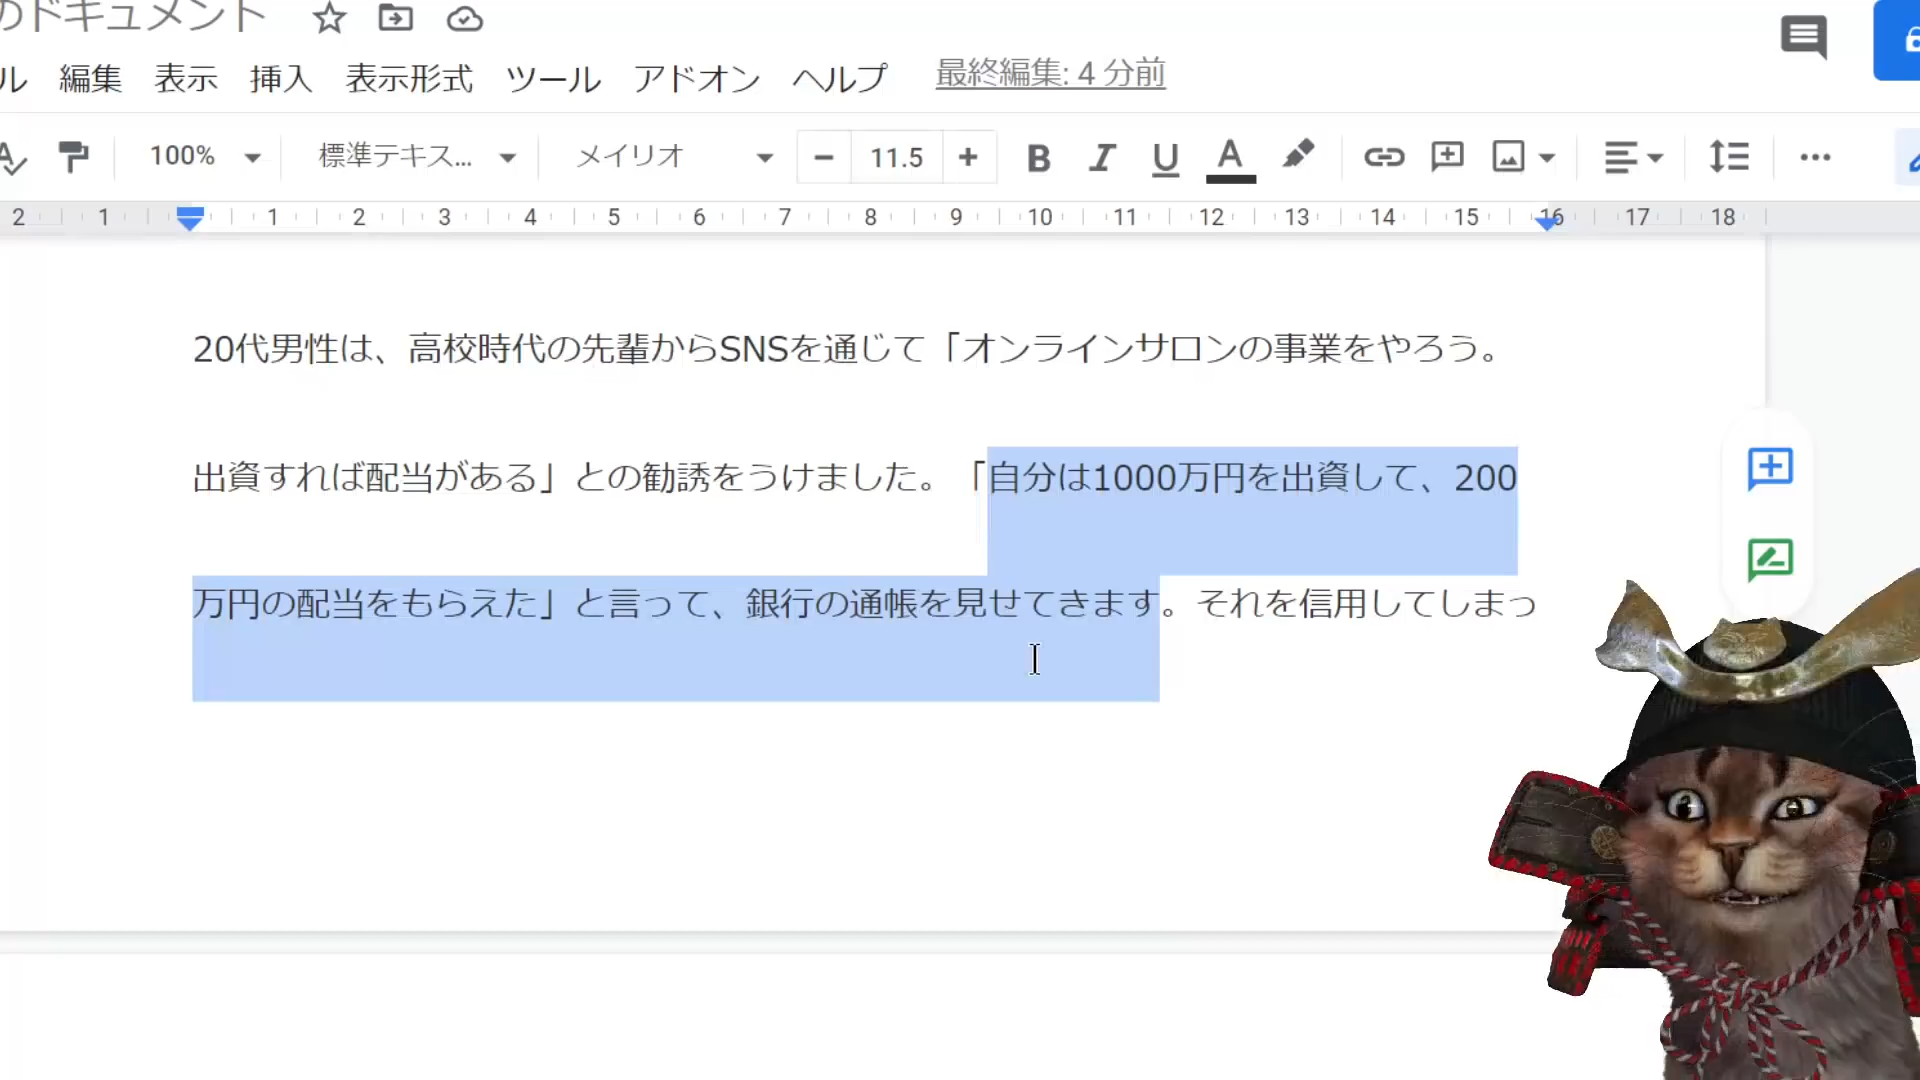 のドキュメント
ル 編集 表示 挿入 表示形式 ツール アドオン ヘルプ 最終編集: 4 分前
100% 標準テキス... メイリオ − 11.5 + B I U A
2 1 1 2 3 4 5 6 7 8 9 10 11 12 13 14 15 16 17 18
20代男性は、高校時代の先輩からSNSを通じて「オンラインサロンの事業をやろう。
出資すれば配当がある」との勧誘をうけました。「自分は1000万円を出資して、200
万円の配当をもらえた」と言って、銀行の通帳を見せてきます。それを信用してしまっ